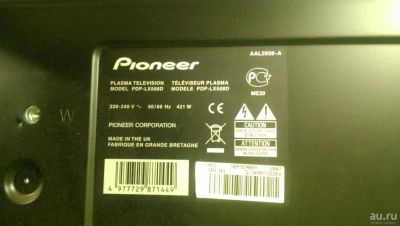 Pioneer
AAL2936-A
PLASMA TELEVISION TÉLÉVISEUR PLASMA
MODEL PDP-LX508D MODELE PDP-LX508D
ME20
220-240 V ~ 50/60 Hz 421 W
PIONEER CORPORATION
MADE IN THE UK
FABRIQUE EN GRANDE BRETAGNE
CAUTION
ATTENTION
W
4 977729 871449
au.ru